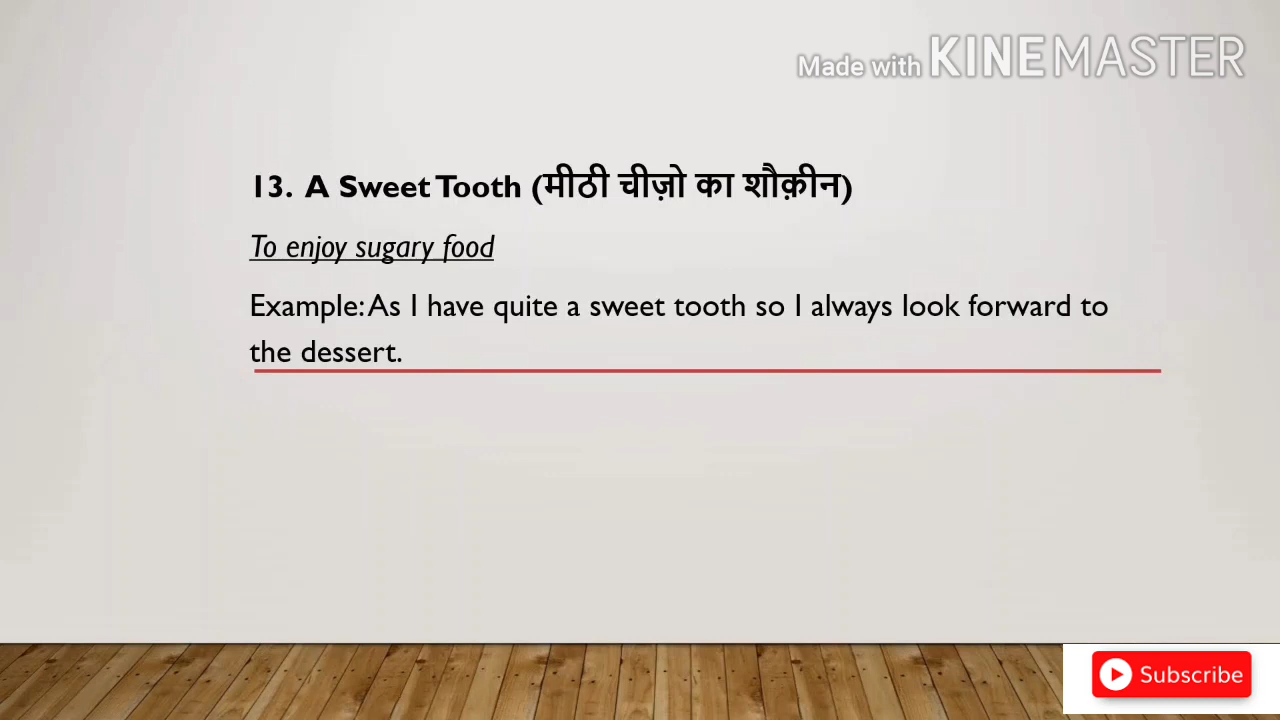 Made with KINEMASTER
13. A Sweet Tooth (मीठी चीज़ो का शौक़ीन)
To enjoy sugary food
Example: As I have quite a sweet tooth so I always look forward to
the dessert.
Subscribe